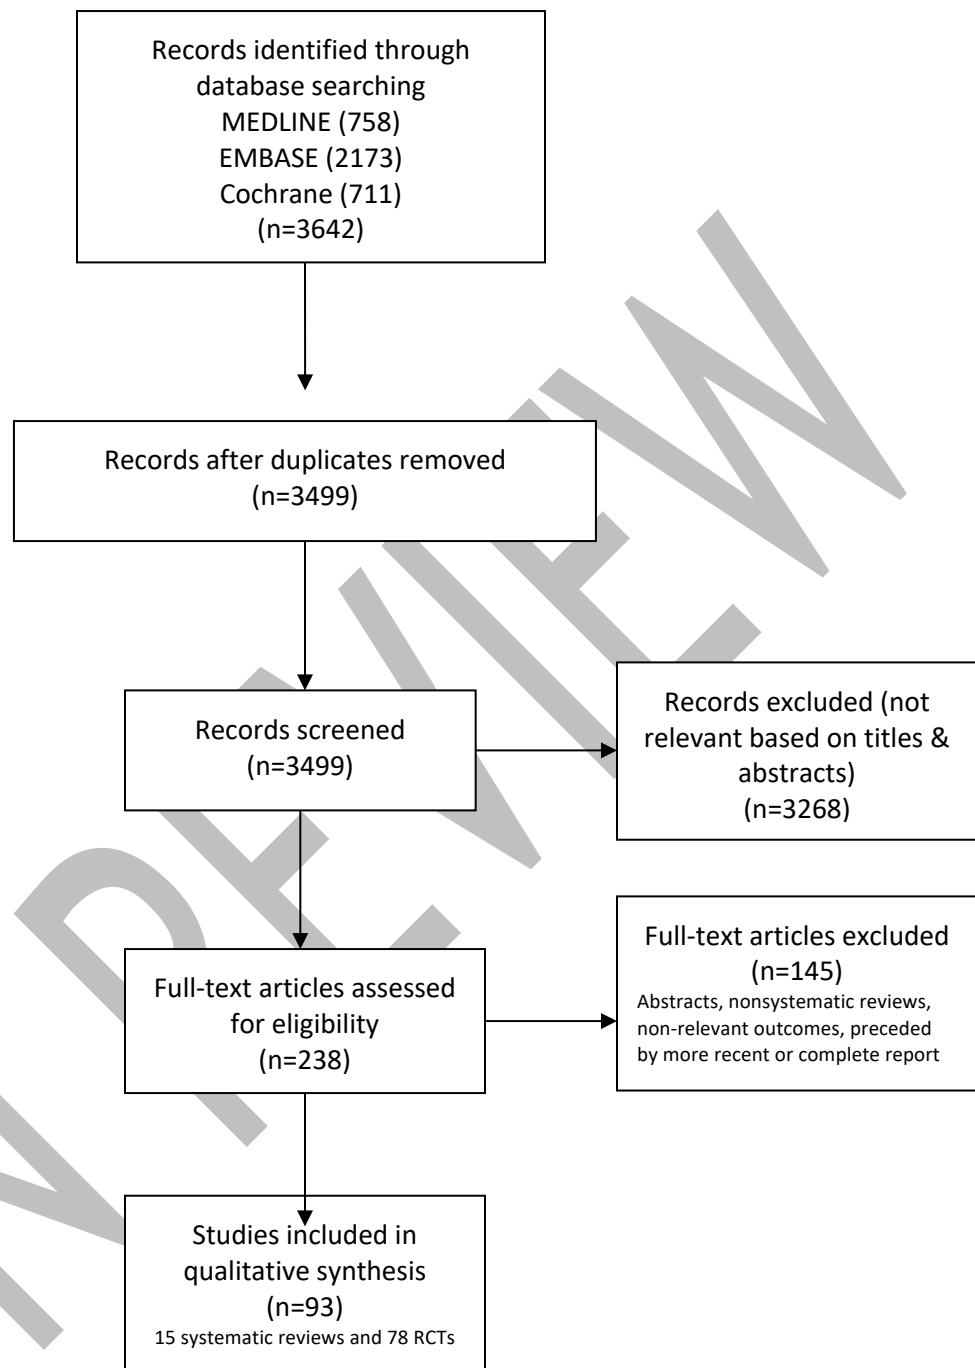 Records identified through
database searching
MEDLINE (758)
EMBASE (2173)
Cochrane (711)
(n=3642)
Records after duplicates removed
(n=3499)
Records screened
(n=3499)
Records excluded (not
relevant based on titles &
abstracts)
(n=3268)
Full-text articles assessed
for eligibility
(n=238)
Full-text articles excluded
(n=145)
Abstracts, nonsystematic reviews,
non-relevant outcomes, preceded
by more recent or complete report
Studies included in
qualitative synthesis
(n=93)
15 systematic reviews and 78 RCTs
N REVIEW